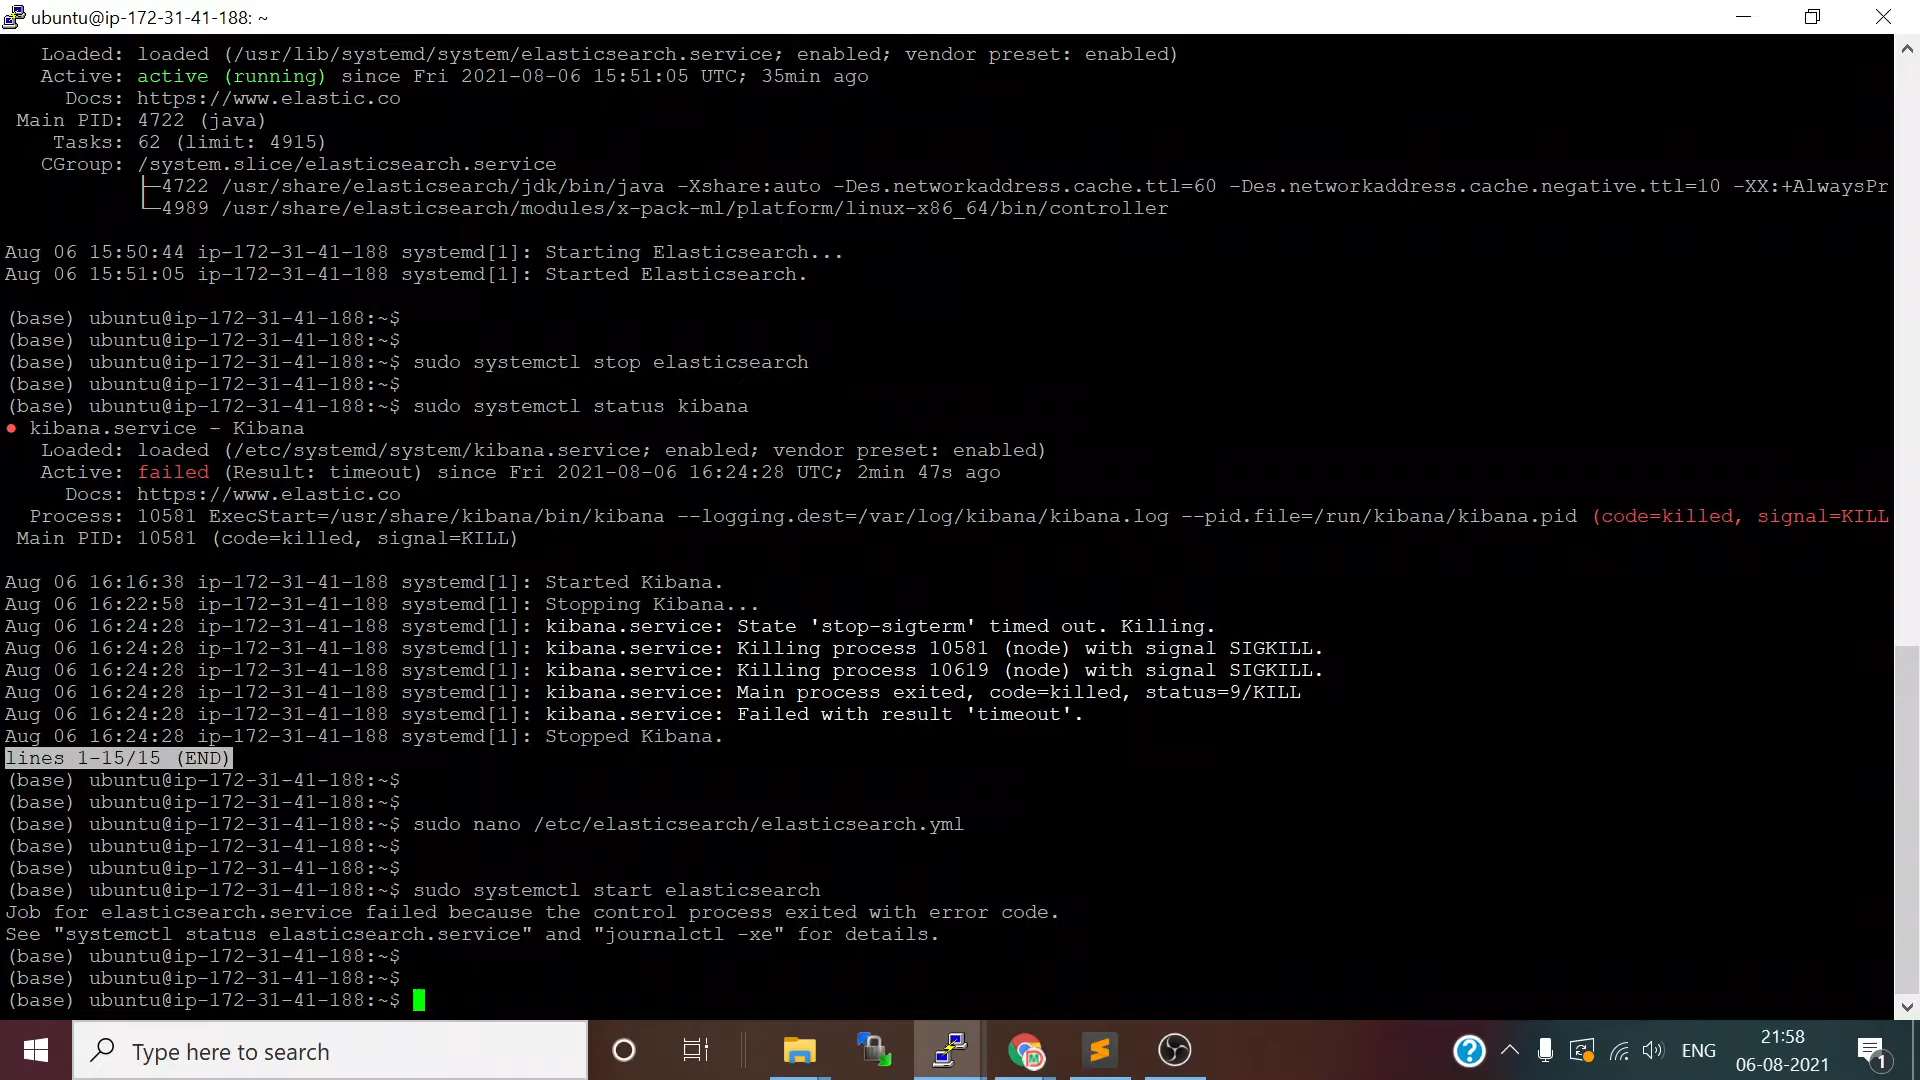 ubuntu@ip-172-31-41-188: ~
Loaded: loaded (/usr/lib/systemd/system/elasticsearch.service; enabled; vendor preset: enabled)
Active: active (running) since Fri 2021-08-06 15:51:05 UTC; 35min ago
Docs: https://www.elastic.co
Main PID: 4722 (java)
Tasks: 62 (limit: 4915)
CGroup: /system.slice/elasticsearch.service
├─4722 /usr/share/elasticsearch/jdk/bin/java -Xshare:auto -Des.networkaddress.cache.ttl=60 -Des.networkaddress.cache.negative.ttl=10 -XX:+AlwaysPr
└─4989 /usr/share/elasticsearch/modules/x-pack-ml/platform/linux-x86_64/bin/controller
Aug 06 15:50:44 ip-172-31-41-188 systemd[1]: Starting Elasticsearch...
Aug 06 15:51:05 ip-172-31-41-188 systemd[1]: Started Elasticsearch.
(base) ubuntu@ip-172-31-41-188:~$
(base) ubuntu@ip-172-31-41-188:~$
(base) ubuntu@ip-172-31-41-188:~$ sudo systemctl stop elasticsearch
(base) ubuntu@ip-172-31-41-188:~$
(base) ubuntu@ip-172-31-41-188:~$ sudo systemctl status kibana
● kibana.service - Kibana
Loaded: loaded (/etc/systemd/system/kibana.service; enabled; vendor preset: enabled)
Active: failed (Result: timeout) since Fri 2021-08-06 16:24:28 UTC; 2min 47s ago
Docs: https://www.elastic.co
Process: 10581 ExecStart=/usr/share/kibana/bin/kibana --logging.dest=/var/log/kibana/kibana.log --pid.file=/run/kibana/kibana.pid (code=killed, signal=KILL
Main PID: 10581 (code=killed, signal=KILL)
Aug 06 16:16:38 ip-172-31-41-188 systemd[1]: Started Kibana.
Aug 06 16:22:58 ip-172-31-41-188 systemd[1]: Stopping Kibana...
Aug 06 16:24:28 ip-172-31-41-188 systemd[1]: kibana.service: State 'stop-sigterm' timed out. Killing.
Aug 06 16:24:28 ip-172-31-41-188 systemd[1]: kibana.service: Killing process 10581 (node) with signal SIGKILL.
Aug 06 16:24:28 ip-172-31-41-188 systemd[1]: kibana.service: Killing process 10619 (node) with signal SIGKILL.
Aug 06 16:24:28 ip-172-31-41-188 systemd[1]: kibana.service: Main process exited, code=killed, status=9/KILL
Aug 06 16:24:28 ip-172-31-41-188 systemd[1]: kibana.service: Failed with result 'timeout'.
Aug 06 16:24:28 ip-172-31-41-188 systemd[1]: Stopped Kibana.
lines 1-15/15 (END)
(base) ubuntu@ip-172-31-41-188:~$
(base) ubuntu@ip-172-31-41-188:~$
(base) ubuntu@ip-172-31-41-188:~$ sudo nano /etc/elasticsearch/elasticsearch.yml
(base) ubuntu@ip-172-31-41-188:~$
(base) ubuntu@ip-172-31-41-188:~$
(base) ubuntu@ip-172-31-41-188:~$ sudo systemctl start elasticsearch
Job for elasticsearch.service failed because the control process exited with error code.
See "systemctl status elasticsearch.service" and "journalctl -xe" for details.
(base) ubuntu@ip-172-31-41-188:~$
(base) ubuntu@ip-172-31-41-188:~$
(base) ubuntu@ip-172-31-41-188:~$
Type here to search
M
S
?
ENG
21:58
06-08-2021
1